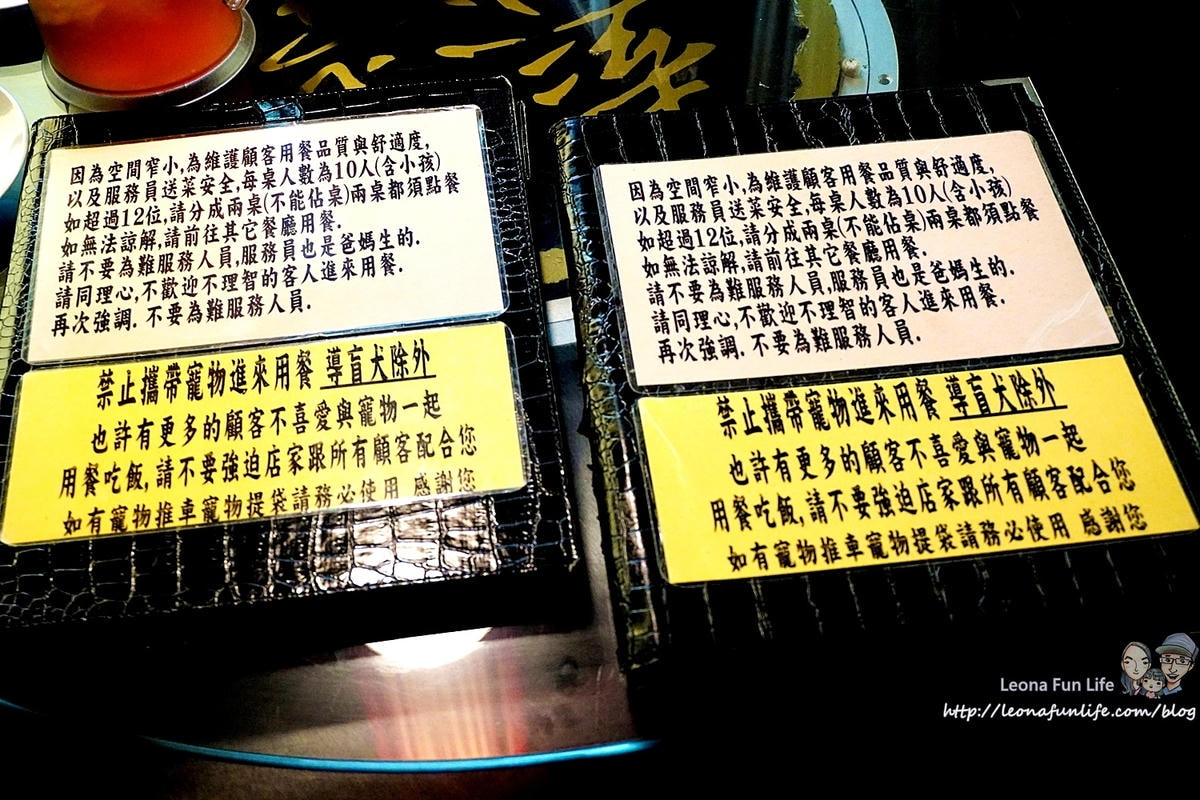 因為空間窄小,為維護顧客用餐品質與舒適度,
以及服務員送菜安全,每桌人數為10人(含小孩)
如超過12位,請分成兩桌(不能佔桌)兩桌都須點餐
如無法諒解,請前往其它餐廳用餐.
請不要為難服務人員,服務員也是爸媽生的.
請同理心,不歡迎不理智的客人進來用餐.
再次強調. 不要為難服務人員.
禁止攜帶寵物進來用餐 導盲犬除外
也許有更多的顧客不喜愛與寵物一起
用餐吃飯,請不要強迫店家跟所有顧客配合您
如有寵物推車寵物提袋請務必使用 感謝您
因為空間窄小,為維護顧客用餐品質與舒適度,
以及服務員送菜安全,每桌人數為10人(含小孩)
如超過12位,請分成兩桌(不能佔桌)兩桌都須點餐
如無法諒解,請前往其它餐廳用餐.
請不要為難服務人員,服務員也是爸媽生的.
請同理心,不歡迎不理智的客人進來用餐.
再次強調. 不要為難服務人員.
禁止攜帶寵物進來用餐 導盲犬除外
也許有更多的顧客不喜愛與寵物一起
用餐吃飯,請不要強迫店家跟所有顧客配合您
如有寵物推車寵物提袋請務必使用 感謝您
Leona Fun Life
http://leonafunlife.com/blog